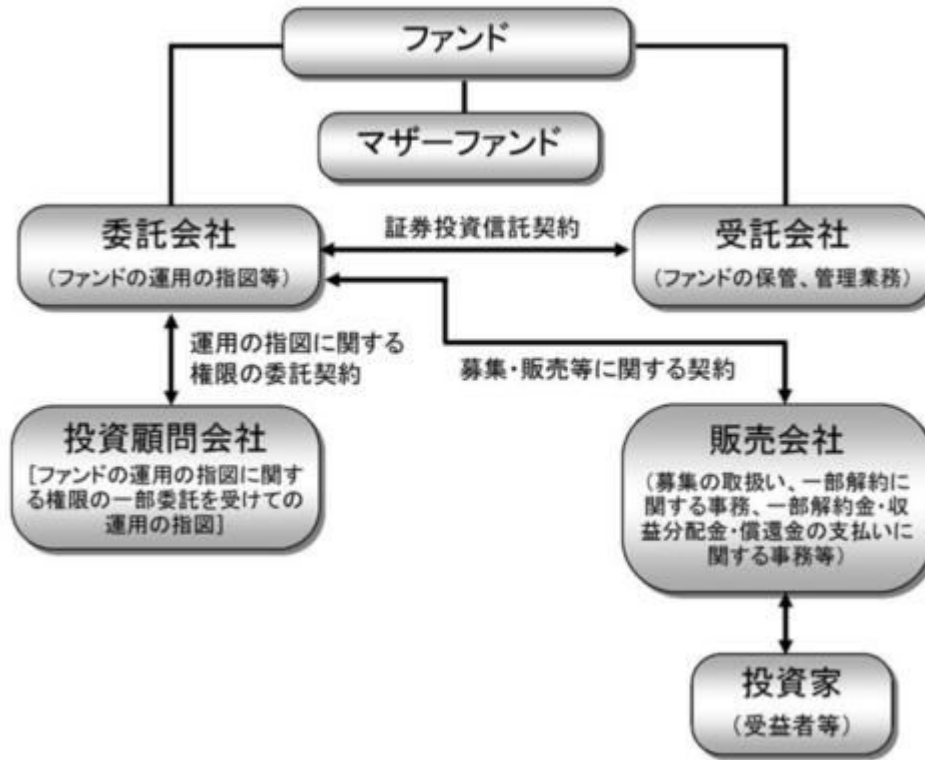 ファンド
マザーファンド
委託会社
(ファンドの運用の指図等)
証券投資信託契約
受託会社
(ファンドの保管、管理業務)
運用の指図に関する
権限の委託契約
募集・販売等に関する契約
投資顧問会社
[ファンドの運用の指図に関す
る権限の一部委託を受けての
運用の指図]
販売会社
(募集の取扱い、一部解約に
関する事務、一部解約金・収
益分配金・償還金の支払いに
関する事務等)
投資家
(受益者等)